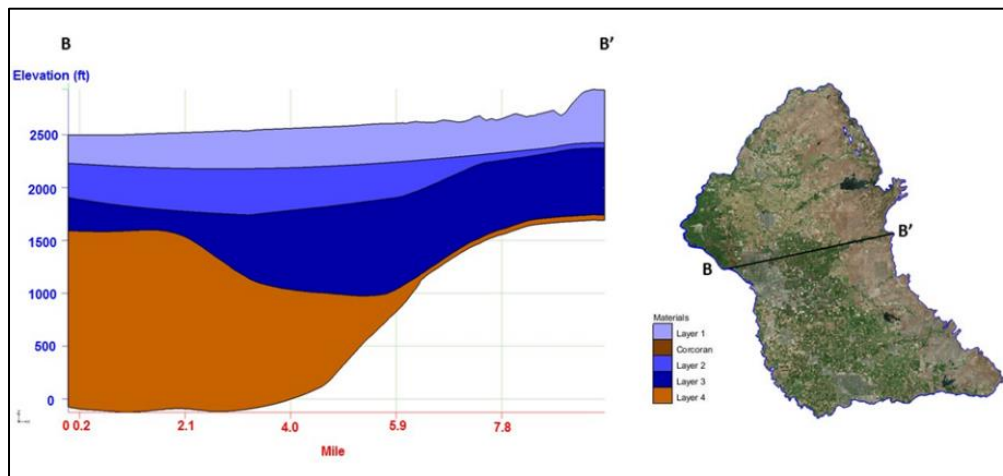 B
B'
Elevation (ft)
2500
2000
1500
1000
500
0
0 0.2 2.1 4.0 5.9 7.8
Mile
B
B'
Materials
Layer 1
Corcoran
Layer 2
Layer 3
Layer 4